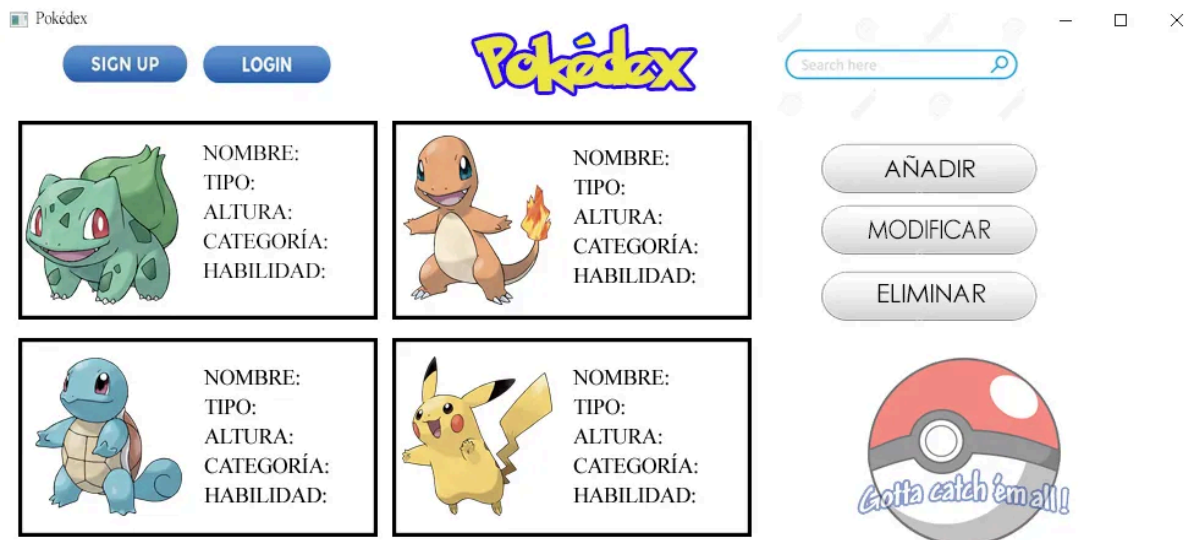 Pokédex
SIGN UP
LOGIN
Pokédex
Search here
NOMBRE:
TIPO:
ALTURA:
CATEGORÍA:
HABILIDAD:
NOMBRE:
TIPO:
ALTURA:
CATEGORÍA:
HABILIDAD:
AÑADIR
MODIFICAR
ELIMINAR
NOMBRE:
TIPO:
ALTURA:
CATEGORÍA:
HABILIDAD:
NOMBRE:
TIPO:
ALTURA:
CATEGORÍA:
HABILIDAD:
Gotta catch 'em all!